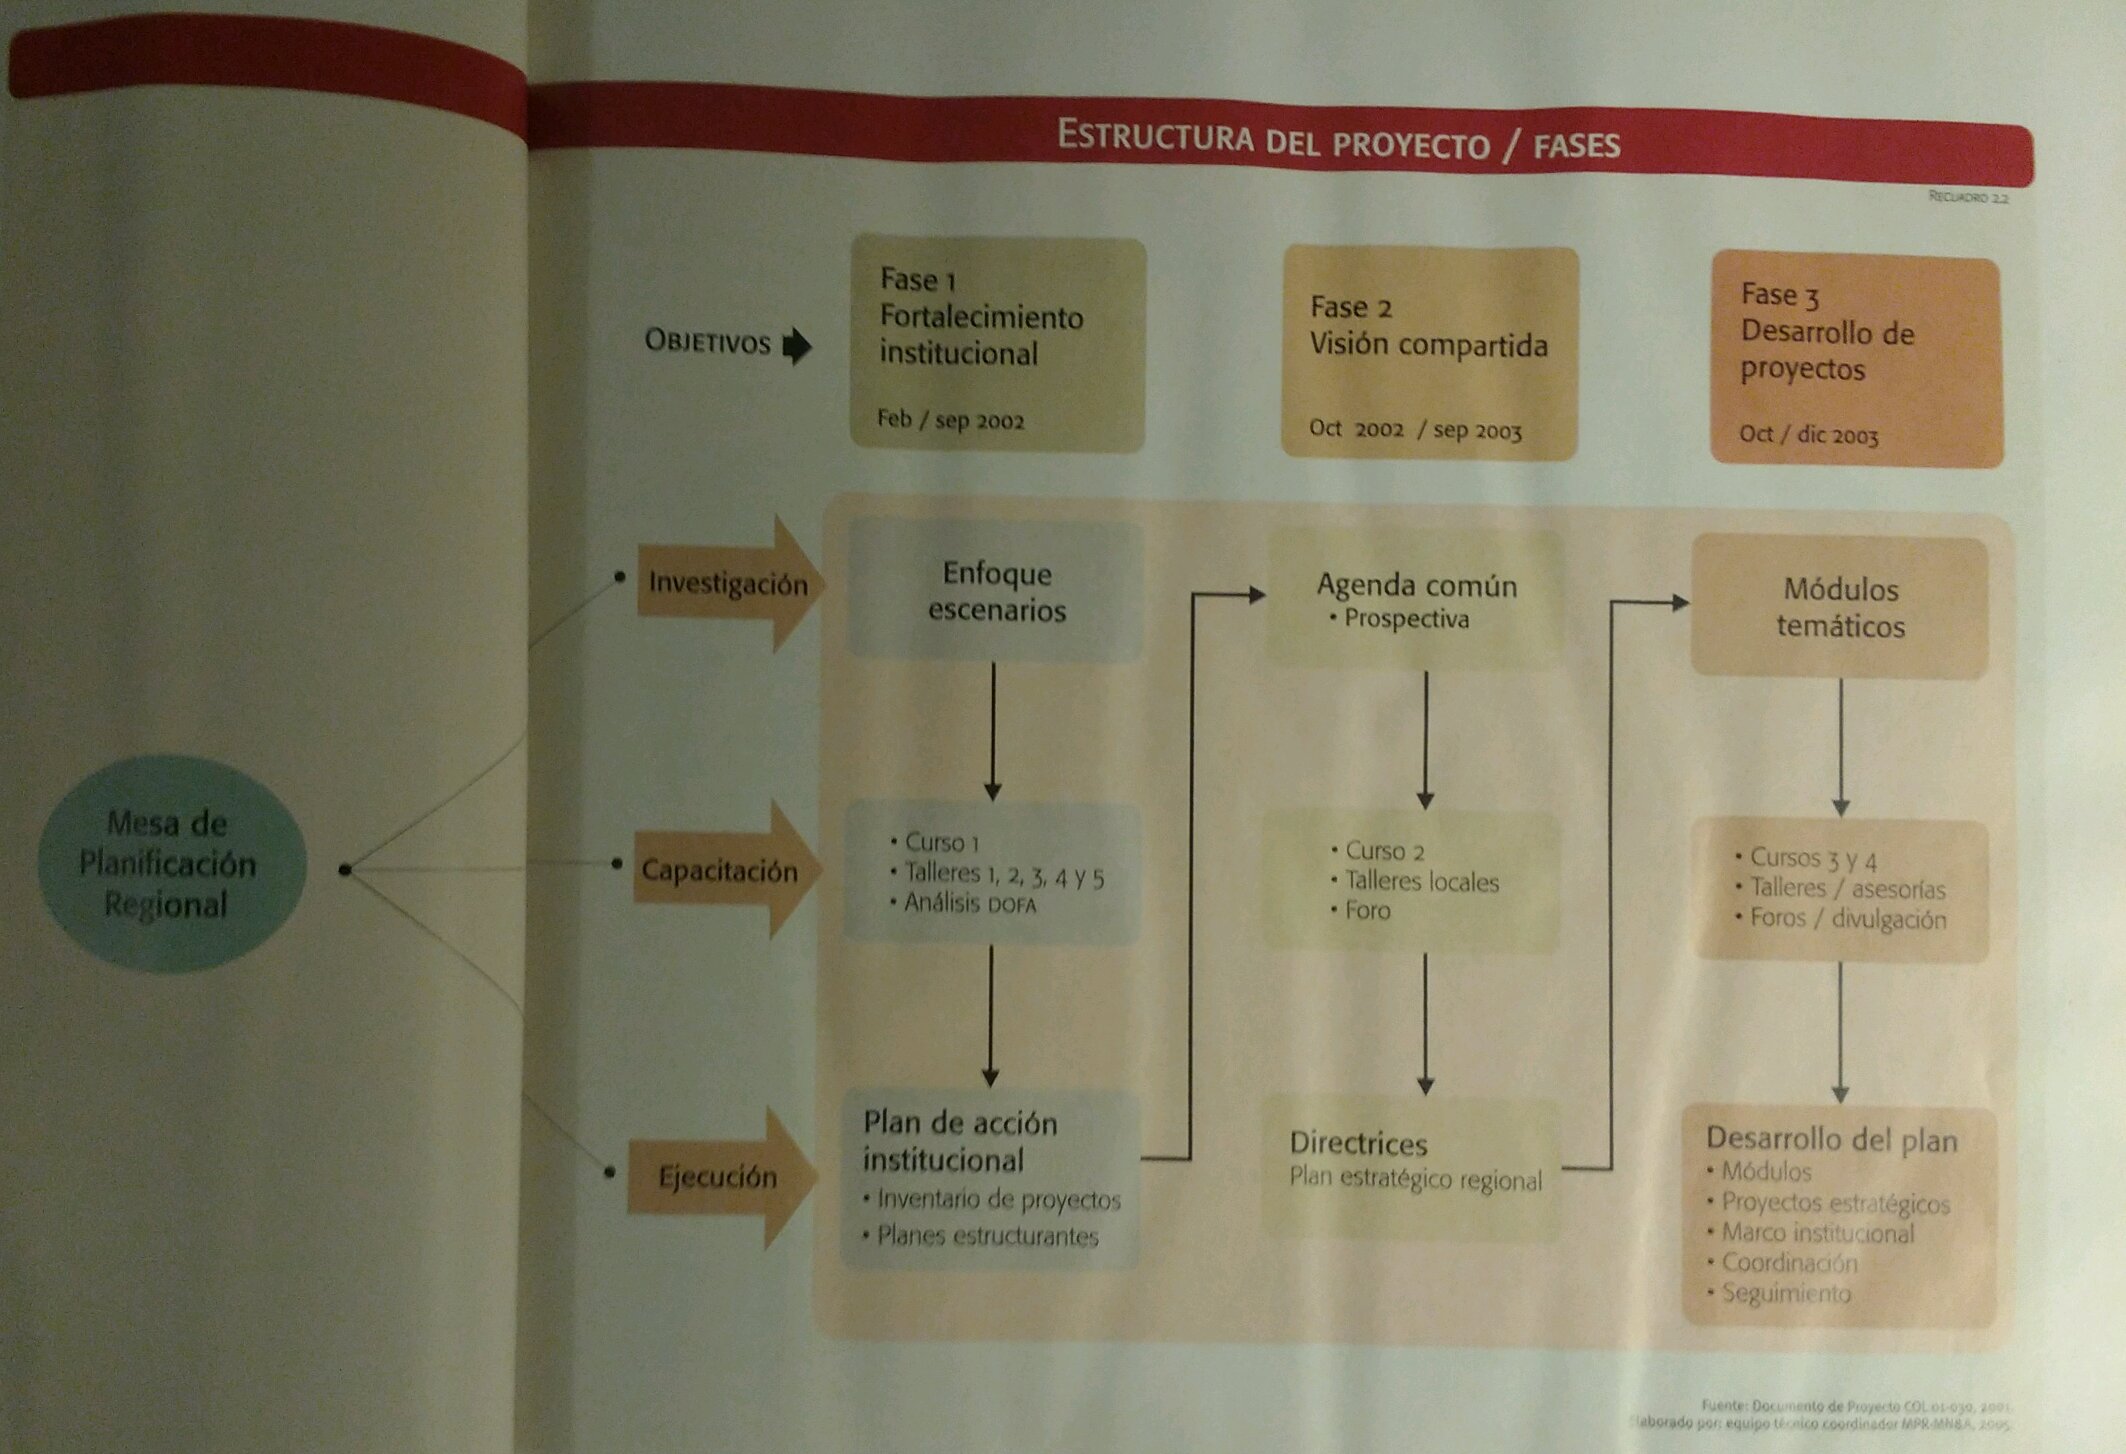 ESTRUCTURA DEL PROYECTO / FASES
RECUADRO 2.2
OBJETIVOS
Fase 1
Fortalecimiento
institucional
Feb / sep 2002
Fase 2
Visión compartida
Oct 2002 / sep 2003
Fase 3
Desarrollo de
proyectos
Oct / dic 2003
Mesa de
Planificación
Regional
Investigación
Enfoque
escenarios
Agenda común
• Prospectiva
Módulos
temáticos
Capacitación
• Curso 1
• Talleres 1, 2, 3, 4 y 5
• Análisis DOFA
• Curso 2
• Talleres locales
• Foro
• Cursos 3 y 4
• Talleres / asesorías
• Foros / divulgación
Ejecución
Plan de acción
institucional
• Inventario de proyectos
• Planes estructurantes
Directrices
Plan estratégico regional
Desarrollo del plan
• Módulos
• Proyectos estratégicos
• Marco institucional
• Coordinación
• Seguimiento
Fuente: Documento de Proyecto COL 01-030, 2001.
Elaborado por: equipo técnico coordinador MPR-MNBA, 2005.